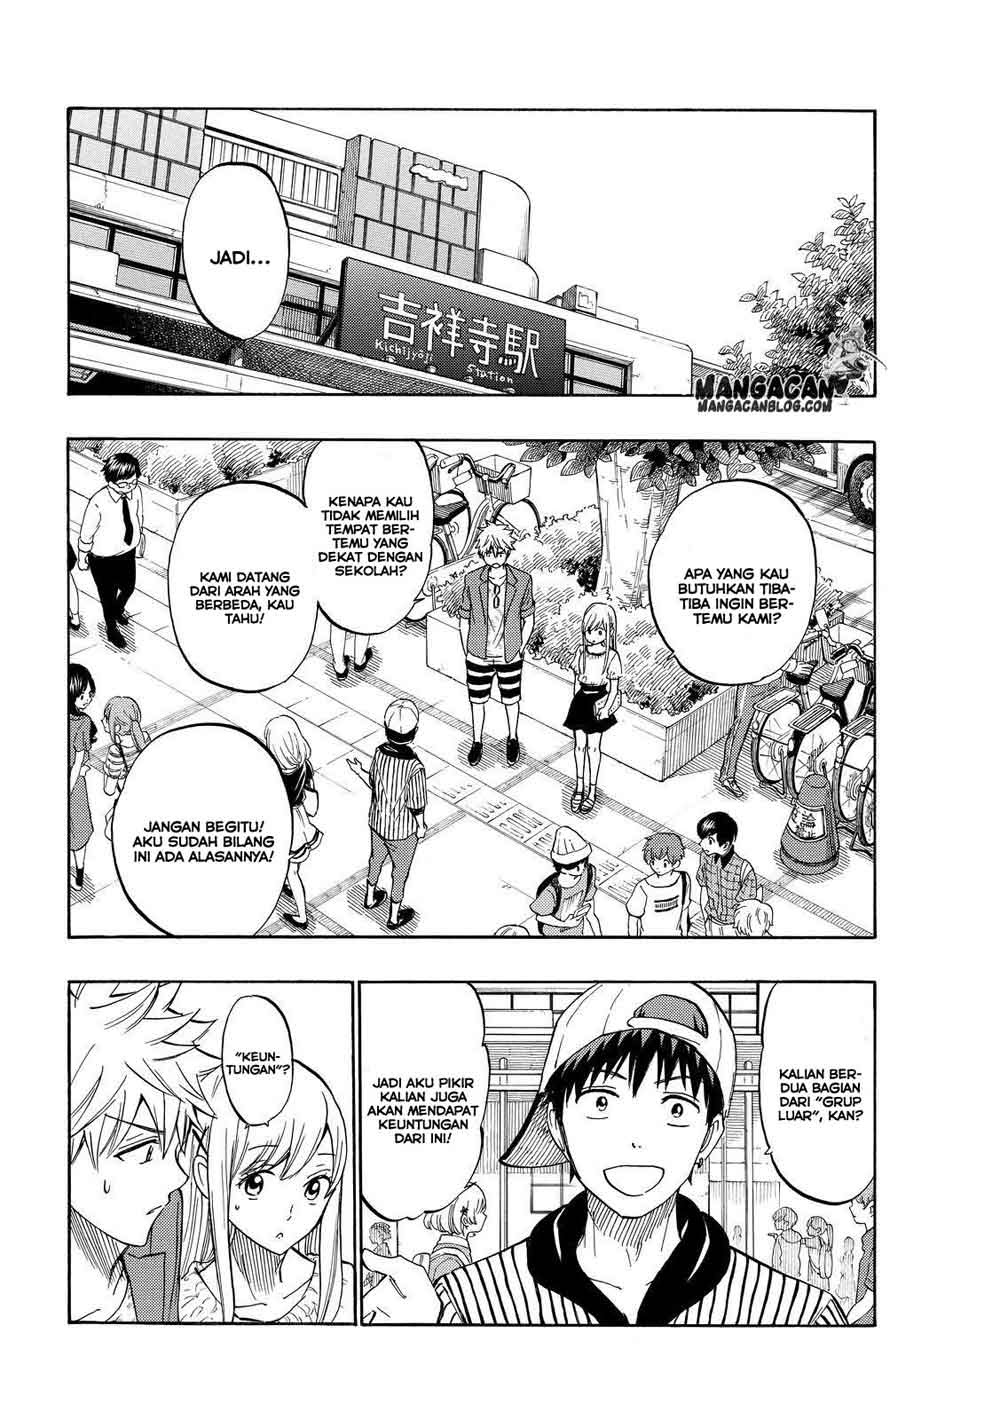 JADI...
吉祥寺駅
Kichijyōji
Station
MANGACAN
MANGACANBLOG.COM
APA YANG KAU
BUTUHKAN TIBA-
TIBA INGIN BER-
TEMU KAMI?
KENAPA KAU
TIDAK MEMILIH
TEMPAT BER-
TEMU YANG
DEKAT DENGAN
SEKOLAH?
KAMI DATANG
DARI ARAH YANG
BERBEDA, KAU
TAHU!
JANGAN BEGITU!
AKU SUDAH BILANG
INI ADA ALASANNYA!
KALIAN BER-
DUA BAGIAN
DARI "GRUP
LUAR", KAN?
JADI AKU PIKIR
KALIAN JUGA
AKAN MENDAPAT
KEUNTUNGAN
DARI INI!
"KEUN-
TUNGAN"?